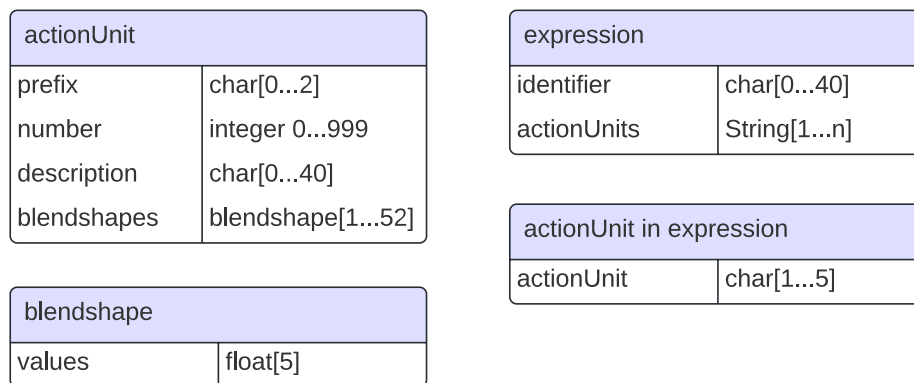 actionUnit
prefix char[0...2]
number integer 0...999
description char[0...40]
blendshapes blendshape[1...52]
blendshape
values float[5]
expression
identifier char[0...40]
actionUnits String[1...n]
actionUnit in expression
actionUnit char[1...5]